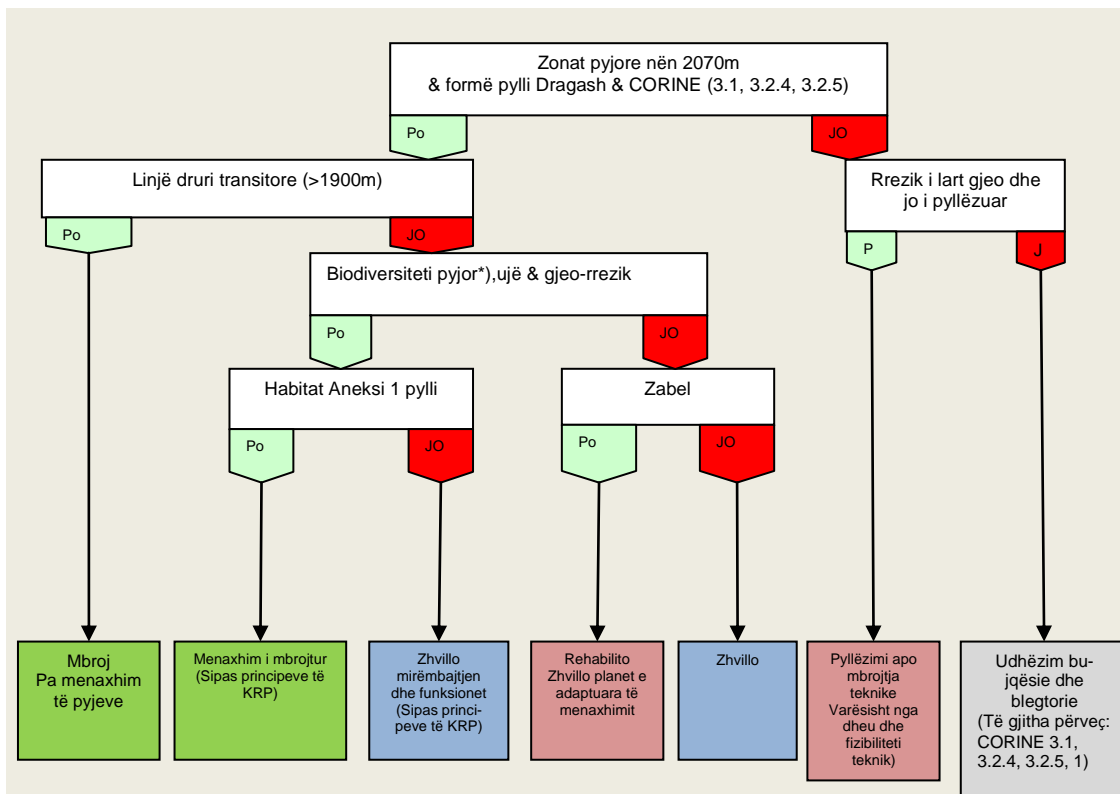 Zonat pyjore nën 2070m
& formë pylli Dragash & CORINE (3.1, 3.2.4, 3.2.5)
Po
JO
Linjë druri transitore (>1900m)
Rrezik i lart gjeo dhe
jo i pyllëzuar
Po
JO
P
J
Biodiversiteti pyjor*),ujë & gjeo-rrezik
Po
JO
Habitat Aneksi 1 pylli
Zabel
Po
JO
Po
JO
Mbroj
Pa menaxhim
të pyjeve
Menaxhim i mbrojtur
(Sipas principeve të
KRP)
Zhvillo
mirëmbajtjen
dhe funksionet
(Sipas princi-
peve të KRP)
Rehabilito
Zhvillo planet e
adaptuara të
menaxhimit
Zhvillo
Pyllëzimi apo
mbrojtja
teknike
Varësisht nga
dheu dhe
fizibiliteti
teknik)
Udhëzim bu-
jqësie dhe
blegtorie
(Të gjitha përveç:
CORINE 3.1,
3.2.4, 3.2.5, 1)